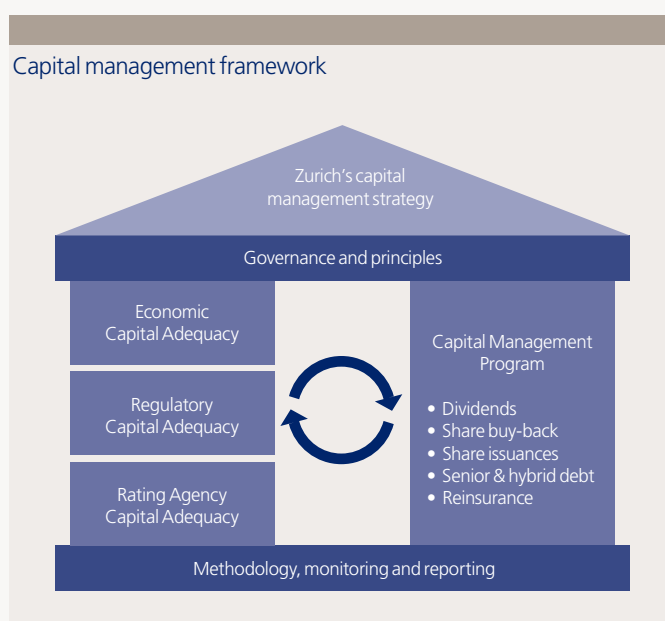 Capital management framework
Zurich's capital
management strategy
Governance and principles
Economic
Capital Adequacy
Regulatory
Capital Adequacy
Rating Agency
Capital Adequacy
Capital Management
Program
• Dividends
• Share buy-back
• Share issuances
• Senior & hybrid debt
• Reinsurance
Methodology, monitoring and reporting